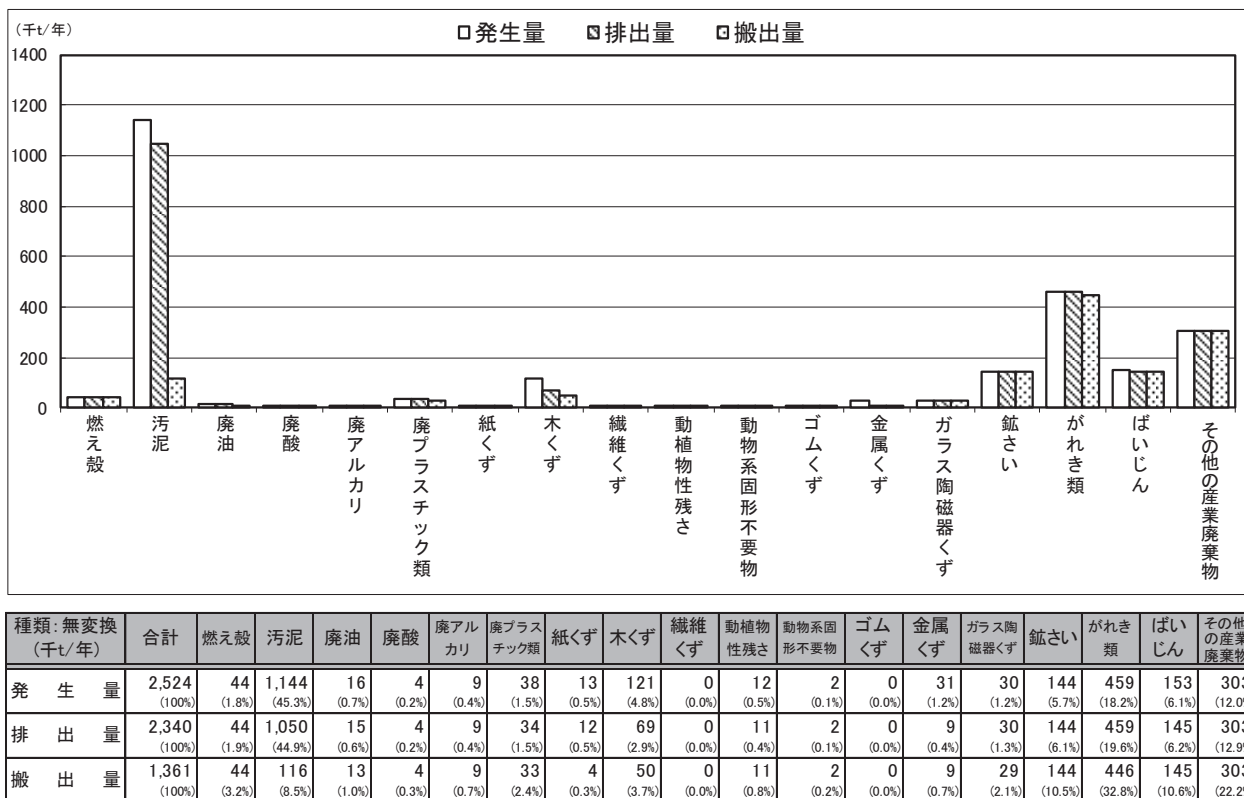 (千t/年)
□発生量 ▧排出量 ⊡搬出量
1400
1200
1000
800
600
400
200
0
燃え殻
汚泥
廃油
廃酸
廃アルカリ
廃プラスチック類
紙くず
木くず
繊維くず
動植物性残さ
動物系固形不要物
ゴムくず
金属くず
ガラス陶磁器くず
鉱さい
がれき類
ばいじん
その他の産業廃棄物
種類:無変換(千t/年) 合計 燃え殻 汚泥 廃油 廃酸 廃アルカリ 廃プラスチック類 紙くず 木くず 繊維くず 動植物性残さ 動物系固形不要物 ゴムくず 金属くず ガラス陶磁器くず 鉱さい がれき類 ばいじん その他の産業廃棄物
発生量 2,524 44 1,144 16 4 9 38 13 121 0 12 2 0 31 30 144 459 153 303
(100%) (1.8%) (45.3%) (0.7%) (0.2%) (0.4%) (1.5%) (0.5%) (4.8%) (0.0%) (0.5%) (0.1%) (0.0%) (1.2%) (1.2%) (5.7%) (18.2%) (6.1%) (12.0%
排出量 2,340 44 1,050 15 4 9 34 12 69 0 11 2 0 9 30 144 459 145 303
(100%) (1.9%) (44.9%) (0.6%) (0.2%) (0.4%) (1.5%) (0.5%) (2.9%) (0.0%) (0.4%) (0.1%) (0.0%) (0.4%) (1.3%) (6.1%) (19.6%) (6.2%) (12.9%
搬出量 1,361 44 116 13 4 9 33 4 50 0 11 2 0 9 29 144 446 145 303
(100%) (3.2%) (8.5%) (1.0%) (0.3%) (0.7%) (2.4%) (0.3%) (3.7%) (0.0%) (0.8%) (0.2%) (0.0%) (0.7%) (2.1%) (10.5%) (32.8%) (10.6%) (22.2%